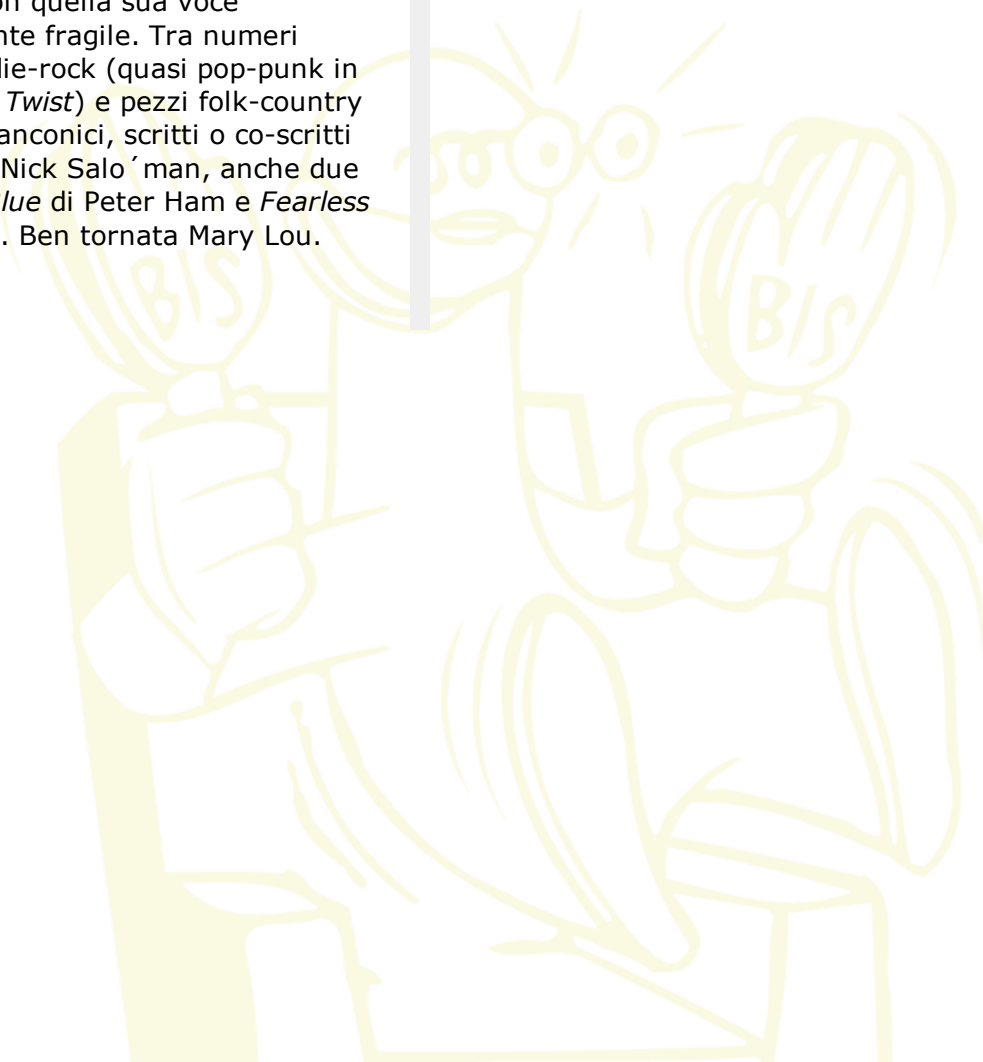 on quella sua voce
nte fragile. Tra numeri
die-rock (quasi pop-punk in
Twist) e pezzi folk-country
anconici, scritti o co-scritti
Nick Salo´man, anche due
lue di Peter Ham e Fearless
. Ben tornata Mary Lou.
BIS
BIS